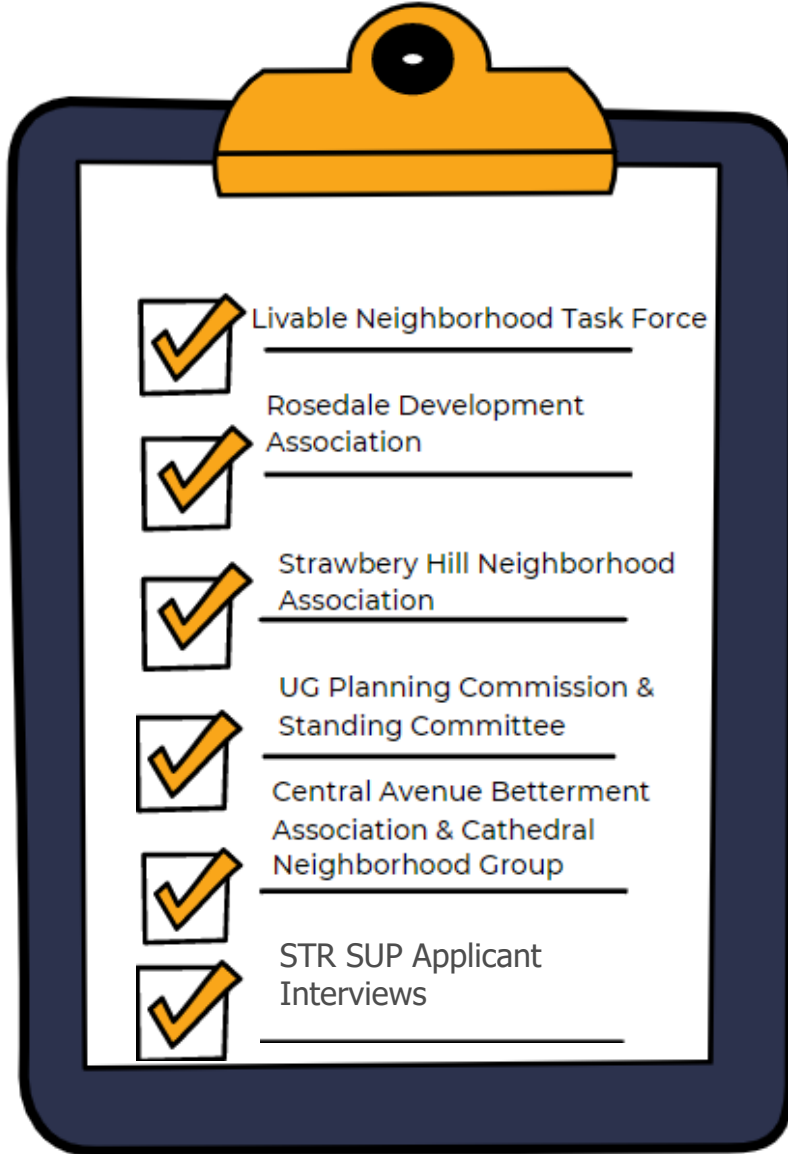 Livable Neighborhood Task Force
Rosedale Development
Association
Strawbery Hill Neighborhood
Association
UG Planning Commission &
Standing Committee
Central Avenue Betterment
Association & Cathedral
Neighborhood Group
STR SUP Applicant
Interviews